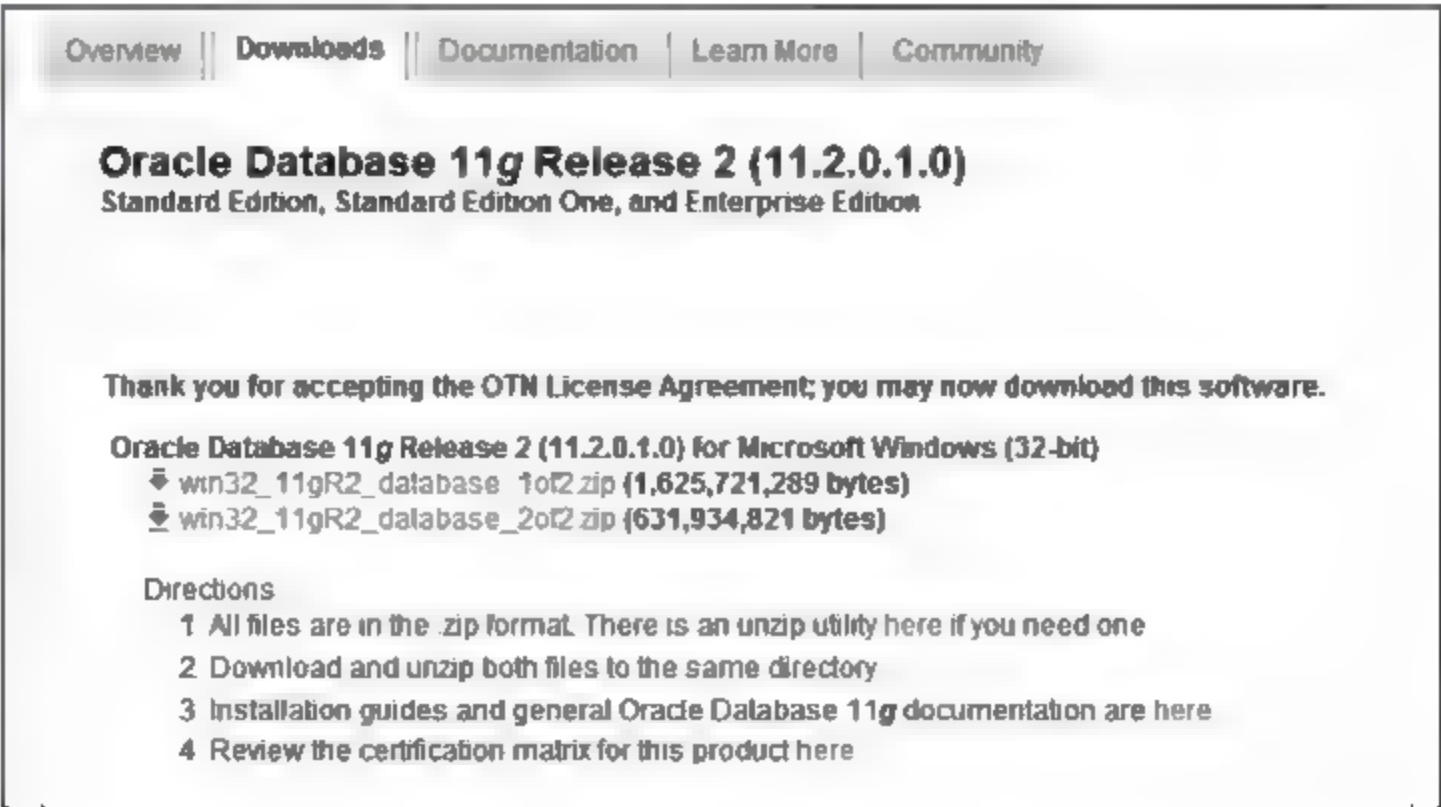 Overview Downloads Documentation Learn More Community
Oracle Database 11g Release 2 (11.2.0.1.0)
Standard Edition, Standard Edition One, and Enterprise Edition
Thank you for accepting the OTN License Agreement; you may now download this software.
Oracle Database 11g Release 2 (11.2.0.1.0) for Microsoft Windows (32-bit)
win32_11gR2_database_1of2.zip (1,625,721,289 bytes)
win32_11gR2_database_2of2.zip (631,934,821 bytes)
Directions
1 All files are in the .zip format. There is an unzip utility here if you need one
2 Download and unzip both files to the same directory
3 Installation guides and general Oracle Database 11g documentation are here
4 Review the certification matrix for this product here